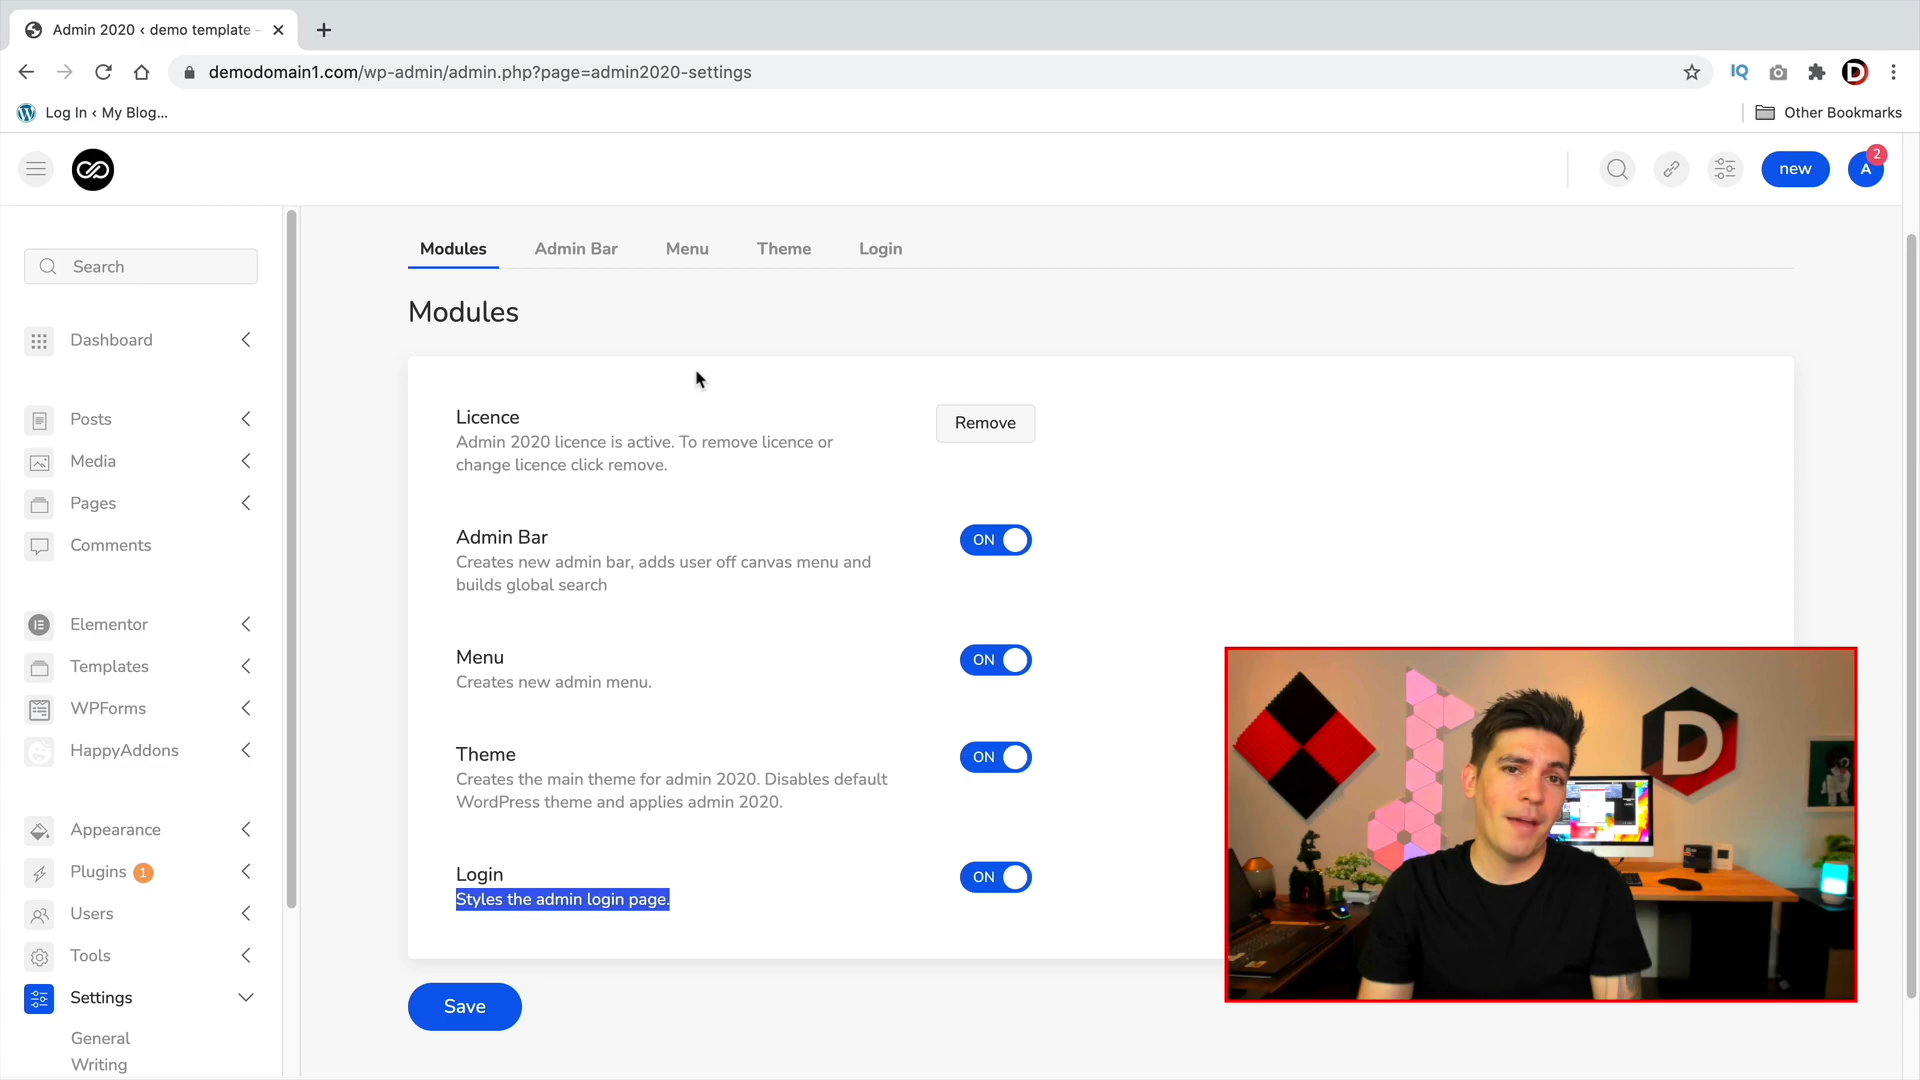 Admin 2020 ‹ demo template –
demodomain1.com/wp-admin/admin.php?page=admin2020-settings
IQ
D
Log In ‹ My Blog...
Other Bookmarks
new
A
2
Search
Dashboard
Posts
Media
Pages
Comments
Elementor
Templates
WPForms
HappyAddons
Appearance
Plugins 1
Users
Tools
Settings
General
Writing
Modules Admin Bar Menu Theme Login
Modules
Licence
Admin 2020 licence is active. To remove licence or
change licence click remove.
Remove
Admin Bar
Creates new admin bar, adds user off canvas menu and
builds global search
ON
Menu
Creates new admin menu.
ON
Theme
Creates the main theme for admin 2020. Disables default
WordPress theme and applies admin 2020.
ON
Login
Styles the admin login page.
ON
Save
D